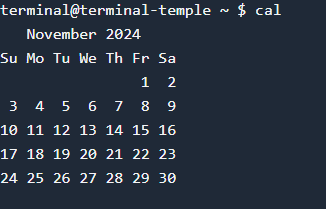 terminal@terminal-temple ~ $ cal
November 2024
Su Mo Tu We Th Fr Sa
1 2
3 4 5 6 7 8 9
10 11 12 13 14 15 16
17 18 19 20 21 22 23
24 25 26 27 28 29 30